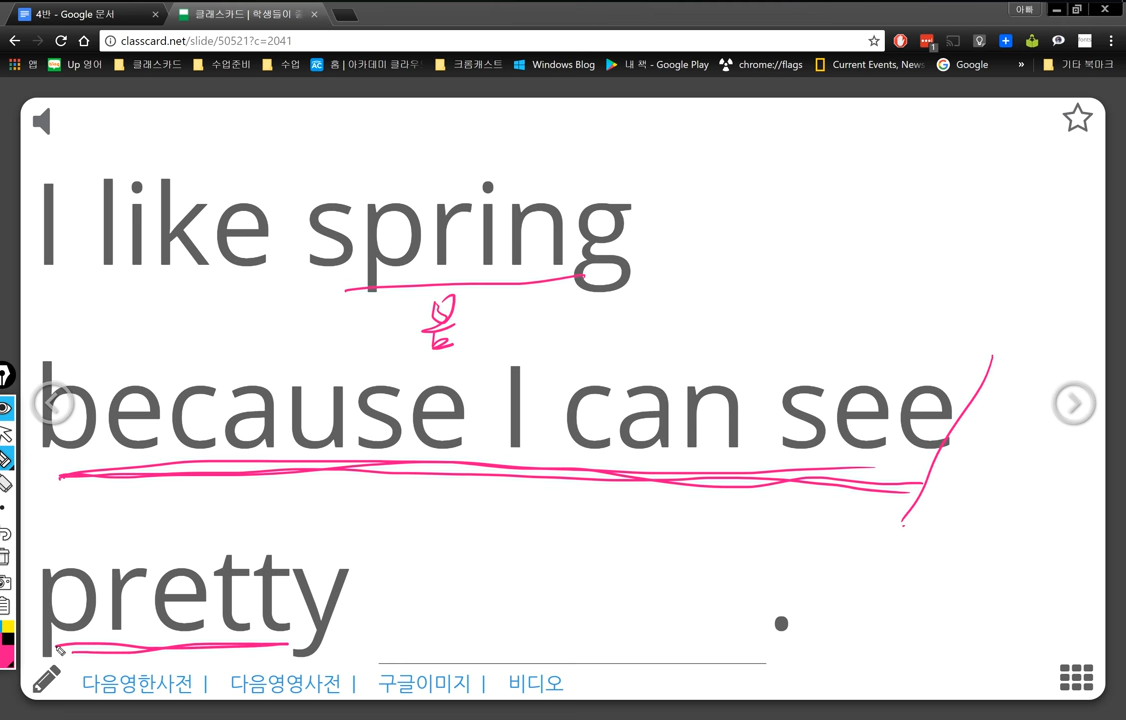 4반 - Google 문서
클래스카드 | 학생들이 즐
아빠
classcard.net/slide/50521?c=2041
1
앱
Up 영어
클래스카드
수업준비
수업
홈 | 아카데미 클라우
크롬캐스트
Windows Blog
내 책 - Google Play
chrome://flags
Current Events, News
Google
»
기타 북마크
I like spring
봄
because I can see
pretty .
다음영한사전 | 다음영영사전 | 구글이미지 | 비디오